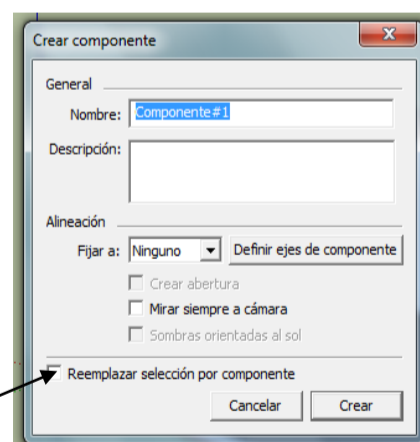 Crear componente
General
Nombre: Componente#1
Descripción:
Alineación
Fijar a: Ninguno Definir ejes de componente
Crear abertura
Mirar siempre a cámara
Sombras orientadas al sol
Reemplazar selección por componente
Cancelar Crear